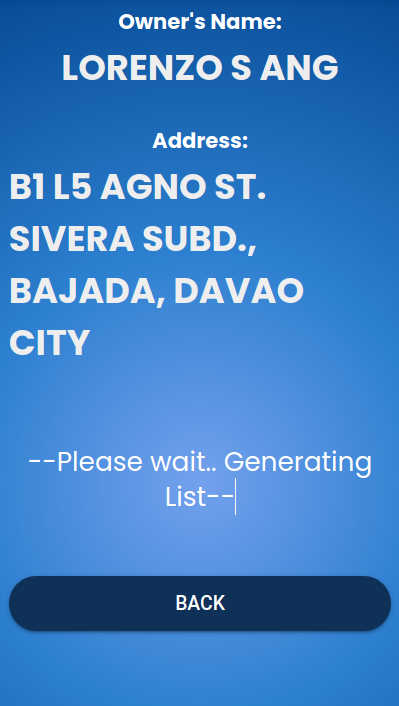 Owner's Name:
LORENZO S ANG
Address:
B1 L5 AGNO ST.
SIVERA SUBD.,
BAJADA, DAVAO
CITY
--Please wait.. Generating
List--
BACK